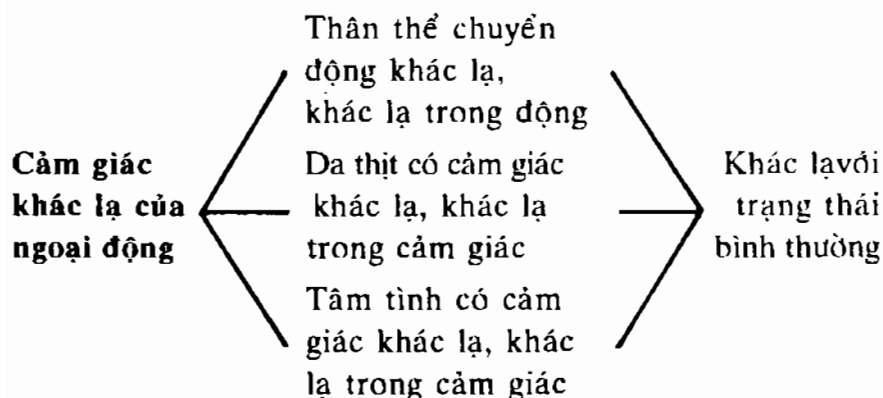 Thân thể chuyển
động khác lạ,
khác lạ trong động
Cảm giác
khác lạ của
ngoại động
Da thịt có cảm giác
khác lạ, khác lạ
trong cảm giác
Khác lạvới
trạng thái
bình thường
Tâm tình có cảm
giác khác lạ, khác
lạ trong cảm giác